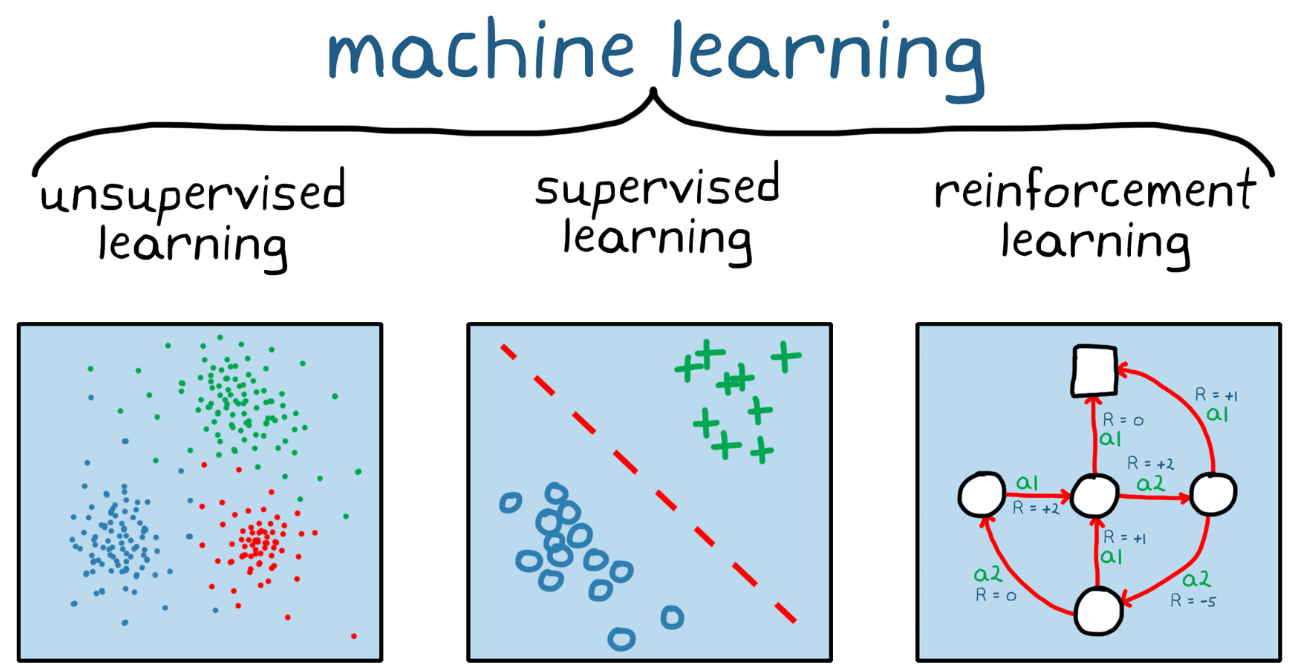 machine learning
unsupervised
learning
supervised
learning
reinforcement
learning
R = +1
a1
R = 0
a1
R = +2
a1
a2
R = +2
R = +1
a1
a2
R = 0
a2
R = -5